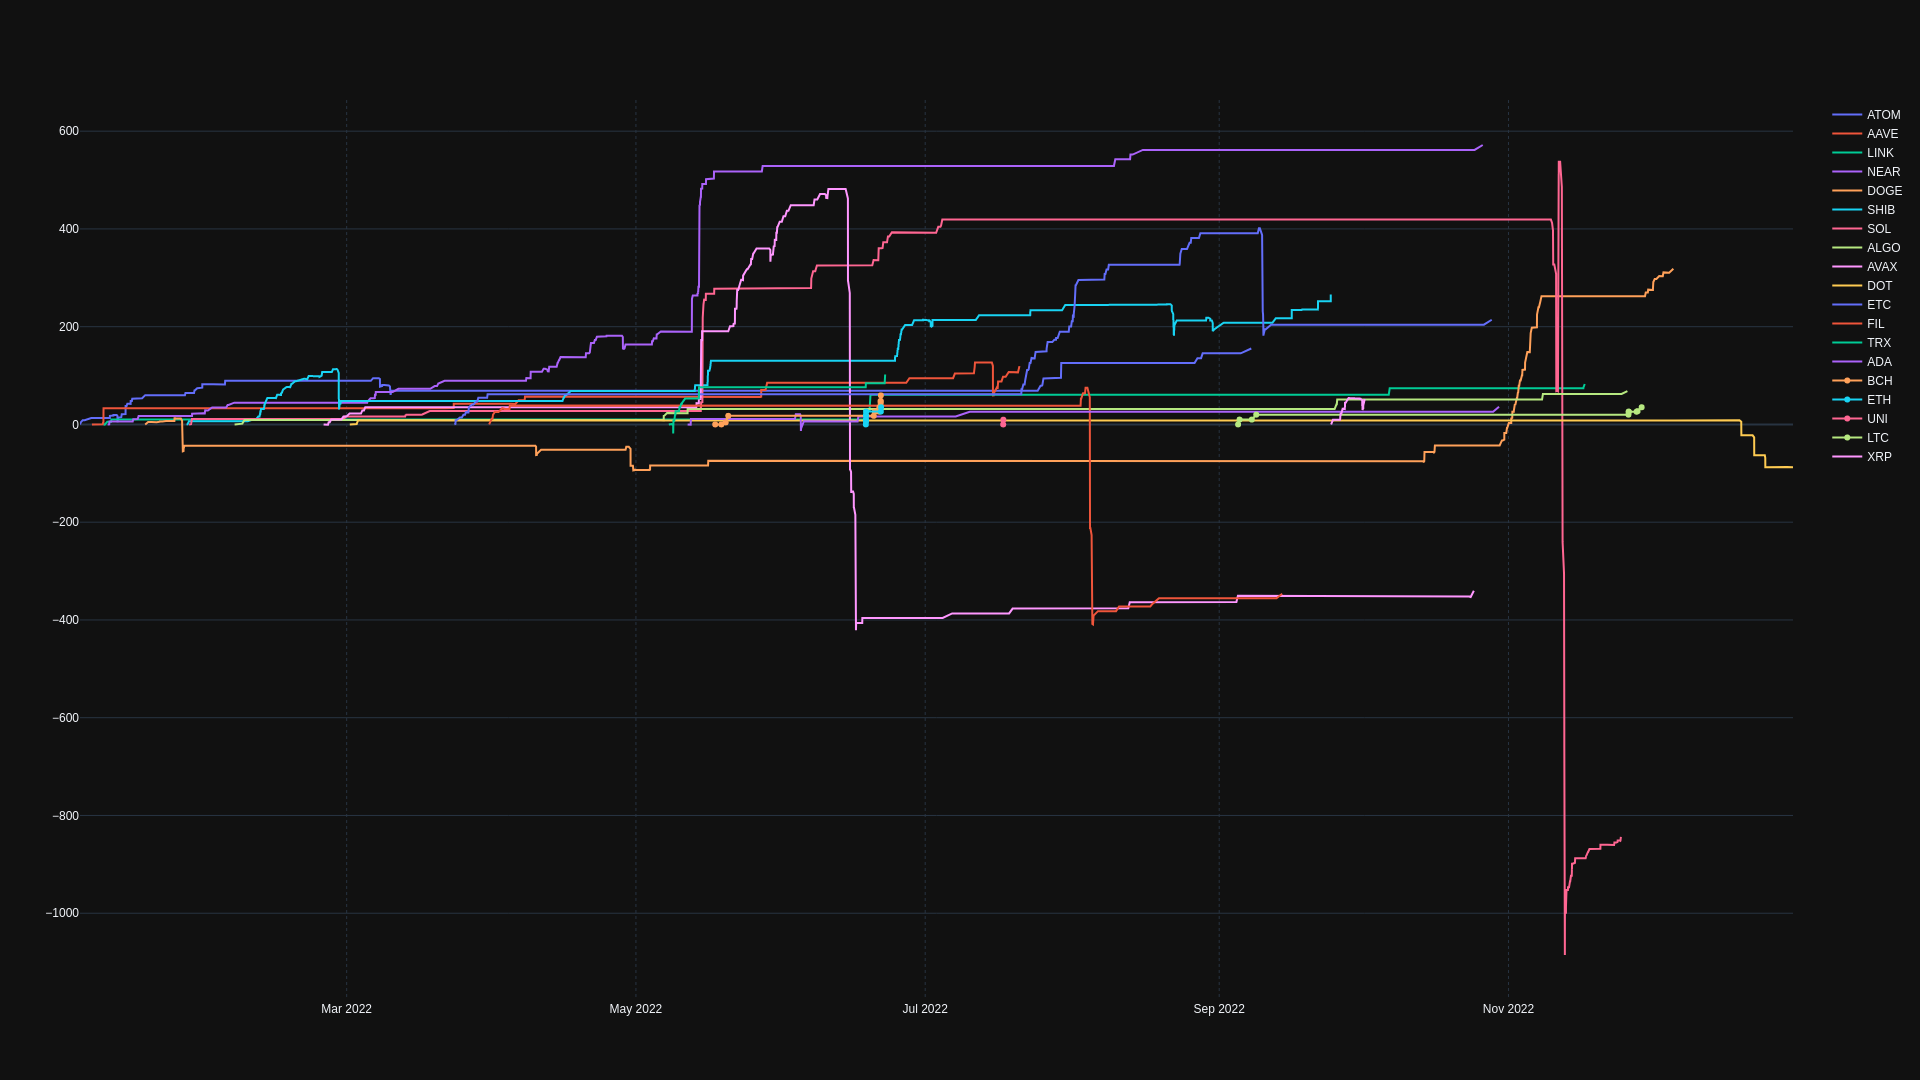 600
400
200
0
−200
−400
−600
−800
−1000
Mar 2022
May 2022
Jul 2022
Sep 2022
Nov 2022
ATOM
AAVE
LINK
NEAR
DOGE
SHIB
SOL
ALGO
AVAX
DOT
ETC
FIL
TRX
ADA
BCH
ETH
UNI
LTC
XRP